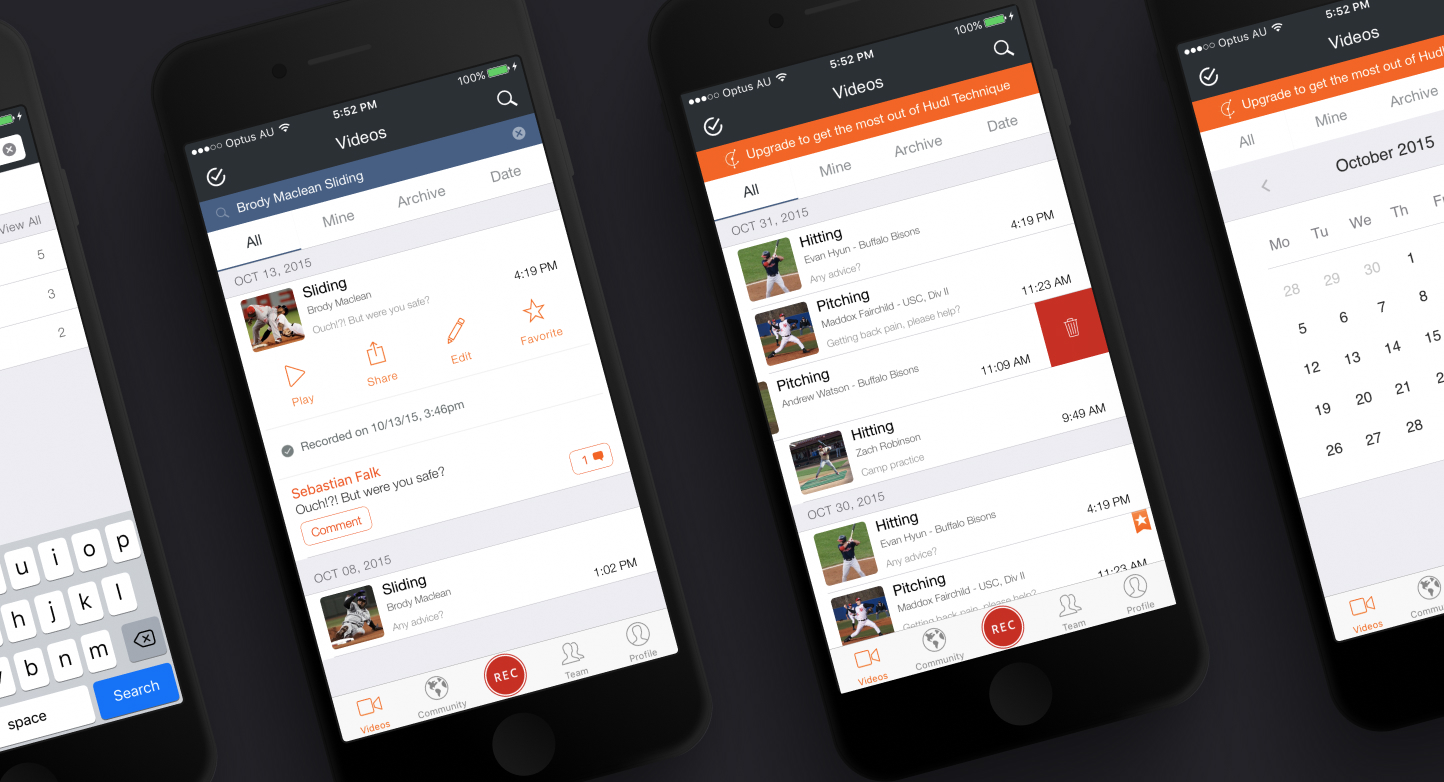 View All
5
3
2
u i o p
h j k l
b n m
space
Search
Optus AU
5:52 PM
100%
Videos
Brody Maclean Sliding
All
Mine
Archive
Date
OCT 13, 2015
Sliding
4:19 PM
Brody Maclean
Ouch!?! But were you safe?
Play
Share
Edit
Favorite
Recorded on 10/13/15, 3:46pm
Sebastian Falk
Ouch!?! But were you safe?
1
Comment
OCT 08, 2015
Sliding
1:02 PM
Brody Maclean
Any advice?
Videos
Community
REC
Team
Profile
Optus AU
5:52 PM
100%
Videos
Upgrade to get the most out of Hudl Technique
All
Mine
Archive
Date
OCT 31, 2015
Hitting
4:19 PM
Evan Hyun - Buffalo Bisons
Any advice?
Pitching
11:23 AM
Maddox Fairchild - USC, Div II
Getting back pain, please help?
Pitching
11:09 AM
Andrew Watson - Buffalo Bisons
Hitting
9:49 AM
Zach Robinson
Camp practice
OCT 30, 2015
Hitting
4:19 PM
Evan Hyun - Buffalo Bisons
Any advice?
Pitching
11:23 AM
Maddox Fairchild - USC, Div II
Getting back pain, please help?
Videos
Community
REC
Team
Profile
Optus AU
5:52 PM
Videos
Upgrade to get the most out of Hudl
All
Mine
Archive
October 2015
Mo Tu We Th Fr
28 29 30 1
5 6 7 8
12 13 14 15
19 20 21
26 27 28
Videos